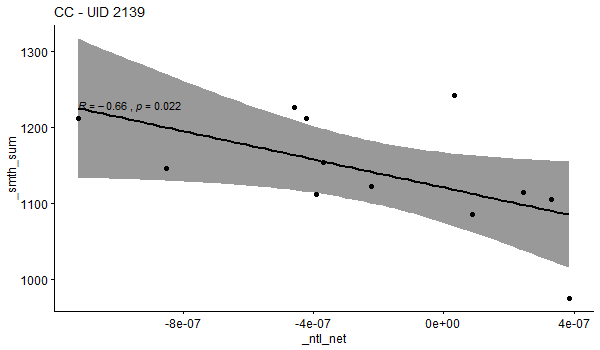 CC - UID 2139
1300
R = −0.66 , p = 0.022
1200
_smth_sum
1100
1000
-8e-07 -4e-07 0e+00 4e-07
_ntl_net